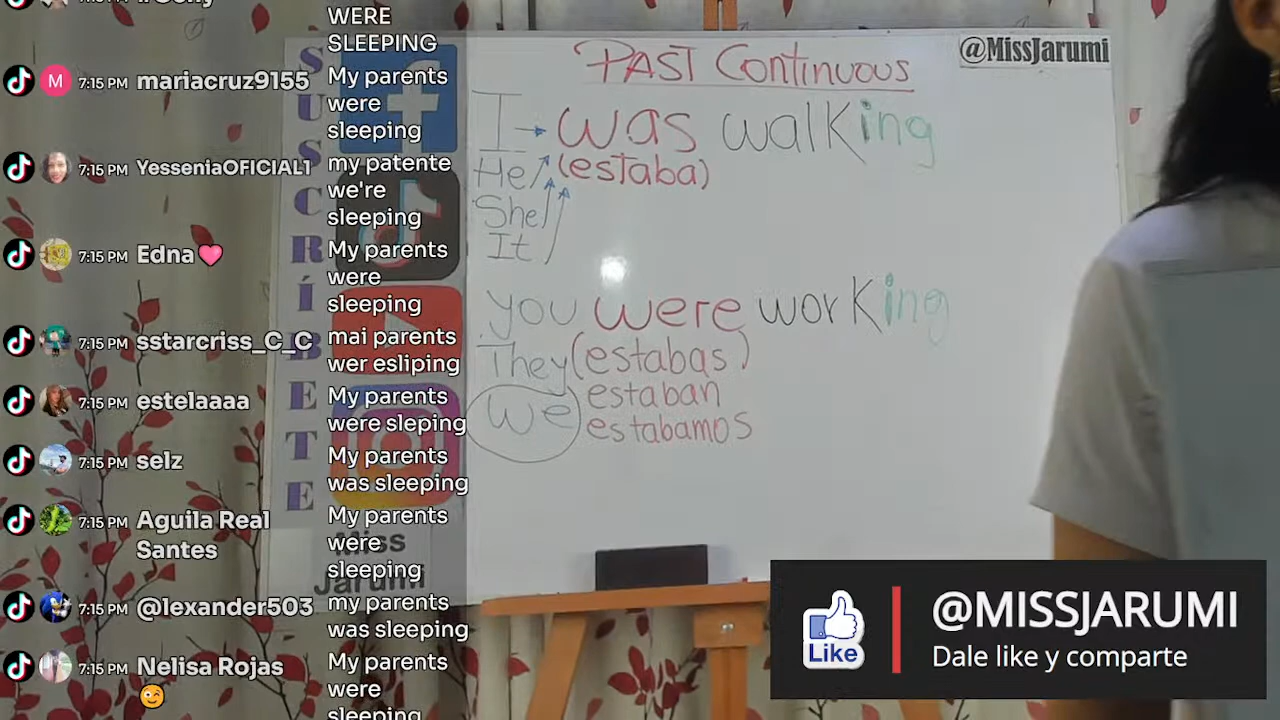 WERE
SLEEPING
7:15 PM mariacruz9155 My parents
were
sleeping
7:15 PM YesseniaOFICIAL1 my patente
we're
sleeping
7:15 PM Edna My parents
were
sleeping
7:15 PM sstarcriss_C_C mai parents
wer esliping
7:15 PM estelaaaa My parents
were sleping
7:15 PM selz My parents
was sleeping
7:15 PM Aguila Real
Santes
My parents
were
sleeping
7:15 PM @lexander503 my parents
was sleeping
7:15 PM Nelisa Rojas My parents
were
sleeping
M
SUSCRÍBETE
Miss
Jarumi
PAST Continuous
@MissJarumi
I → was walking
He (estaba)
She
It
you were working
They (estabas)
We estaban
estabamos
Like
@MISSJARUMI
Dale like y comparte